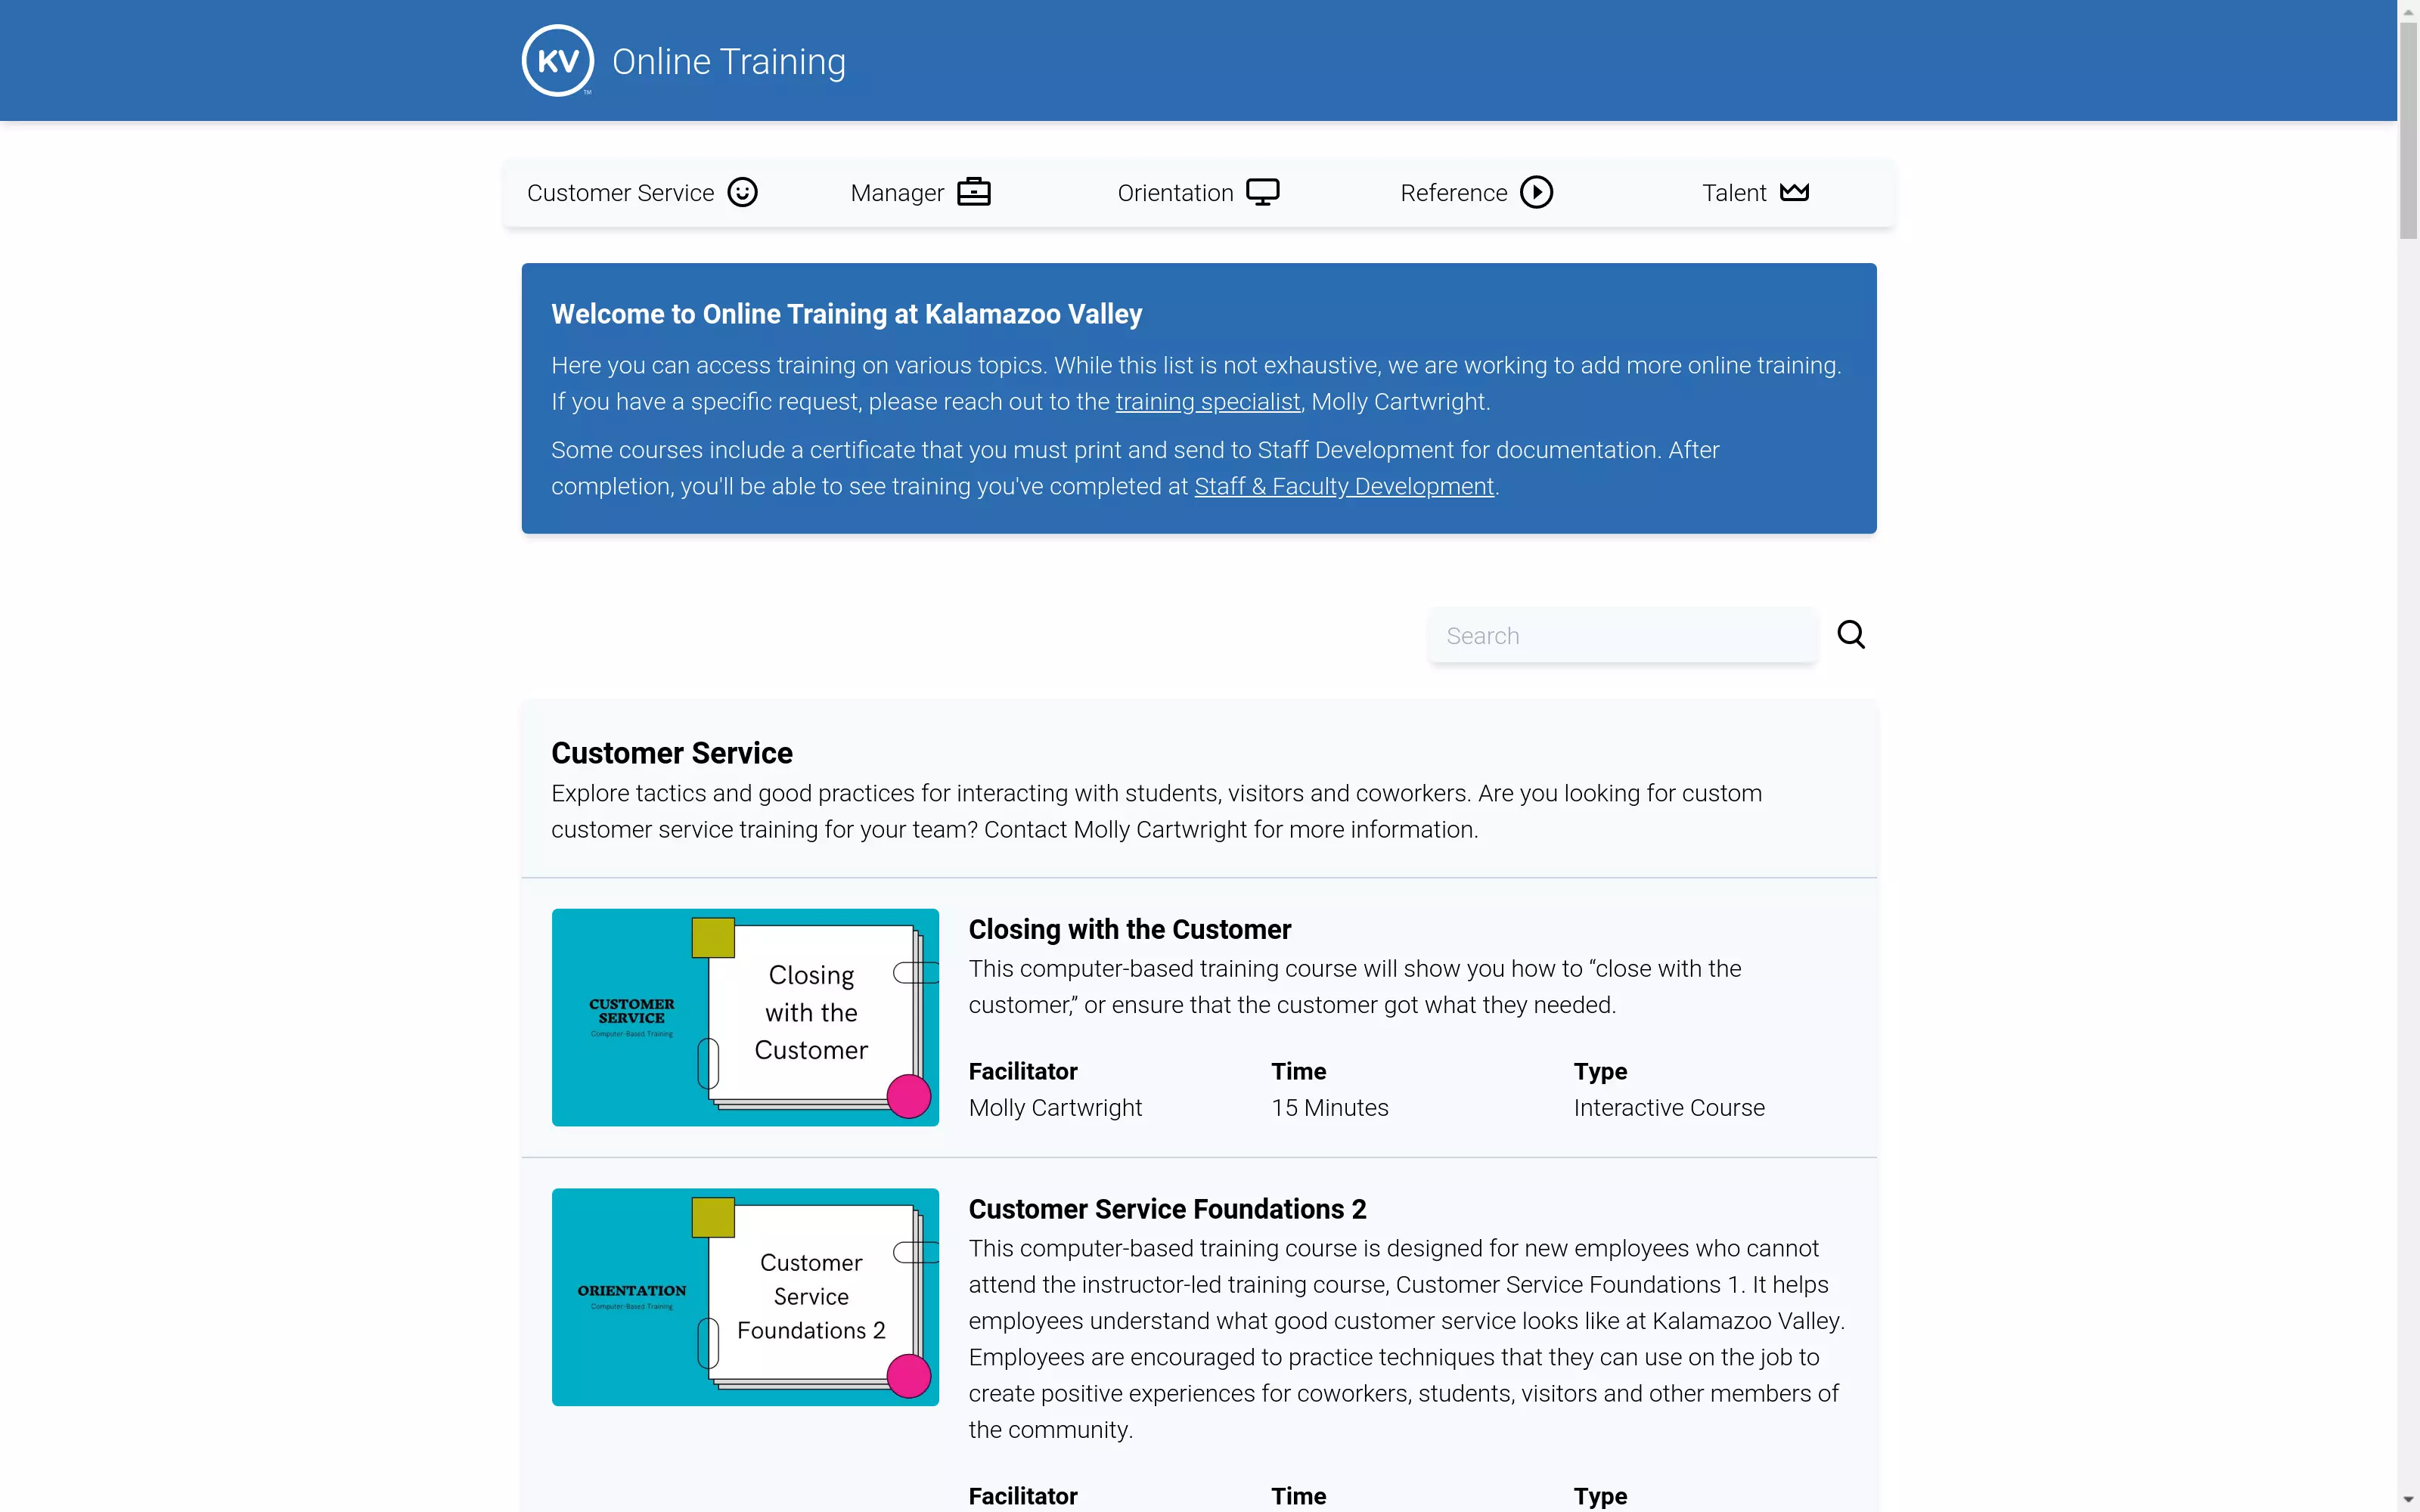 KV
TM
Online Training
Customer Service
Manager
Orientation
Reference
Talent
Welcome to Online Training at Kalamazoo Valley
Here you can access training on various topics. While this list is not exhaustive, we are working to add more online training.
If you have a specific request, please reach out to the training specialist, Molly Cartwright.
Some courses include a certificate that you must print and send to Staff Development for documentation. After
completion, you'll be able to see training you've completed at Staff & Faculty Development.
Search
Customer Service
Explore tactics and good practices for interacting with students, visitors and coworkers. Are you looking for custom
customer service training for your team? Contact Molly Cartwright for more information.
CUSTOMER
SERVICE
Computer-Based Training
Closing
with the
Customer
Closing with the Customer
This computer-based training course will show you how to “close with the
customer,” or ensure that the customer got what they needed.
Facilitator
Molly Cartwright
Time
15 Minutes
Type
Interactive Course
ORIENTATION
Computer-Based Training
Customer
Service
Foundations 2
Customer Service Foundations 2
This computer-based training course is designed for new employees who cannot
attend the instructor-led training course, Customer Service Foundations 1. It helps
employees understand what good customer service looks like at Kalamazoo Valley.
Employees are encouraged to practice techniques that they can use on the job to
create positive experiences for coworkers, students, visitors and other members of
the community.
Facilitator
Time
Type